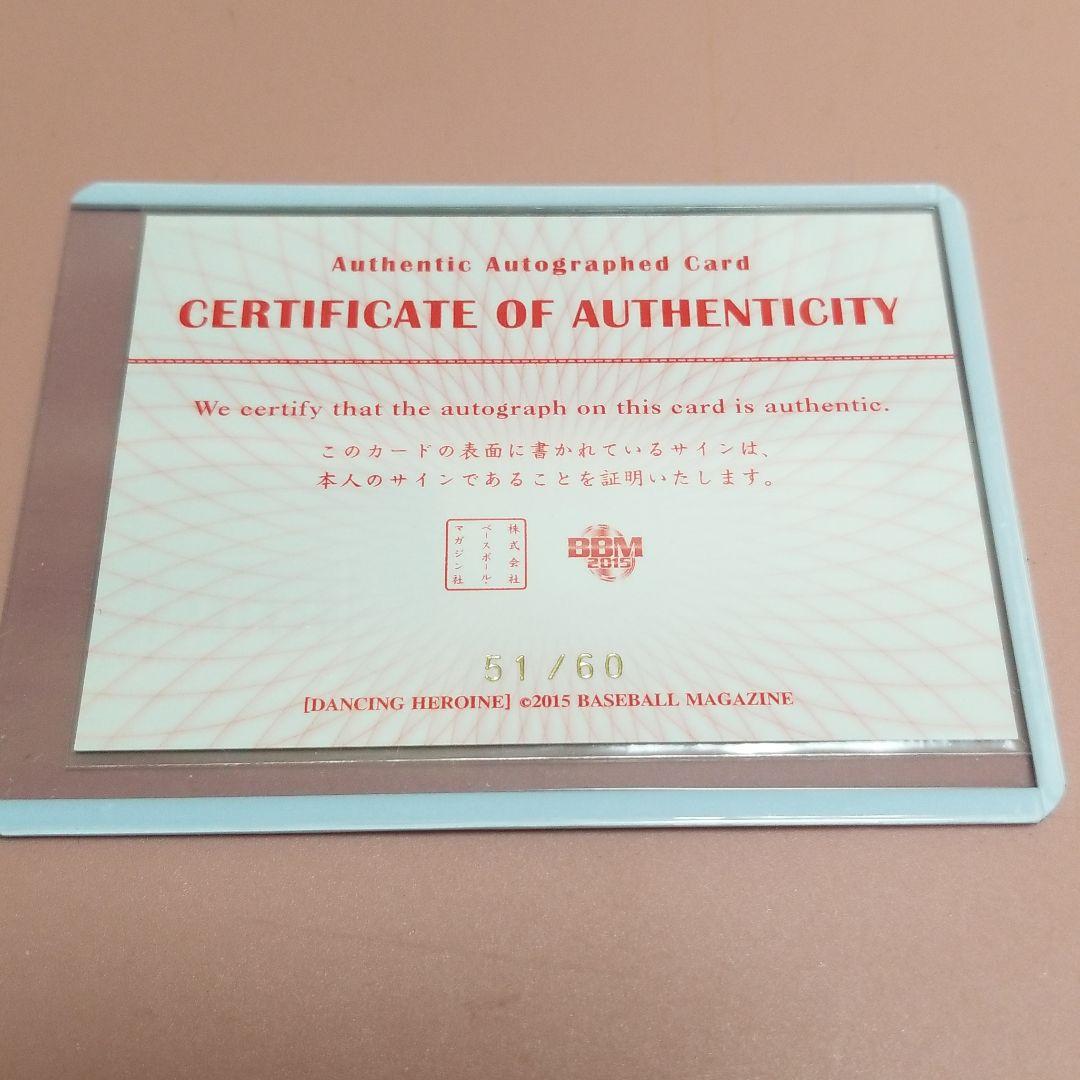 Authentic Autographed Card
CERTIFICATE OF AUTHENTICITY
We certify that the autograph on this card is authentic.
このカードの表面に書かれているサインは、
本人のサインであることを証明いたします。
株式会社
ベースボール・
マガジン社
BBM
2015
51/60
[DANCING HEROINE] ©2015 BASEBALL MAGAZINE